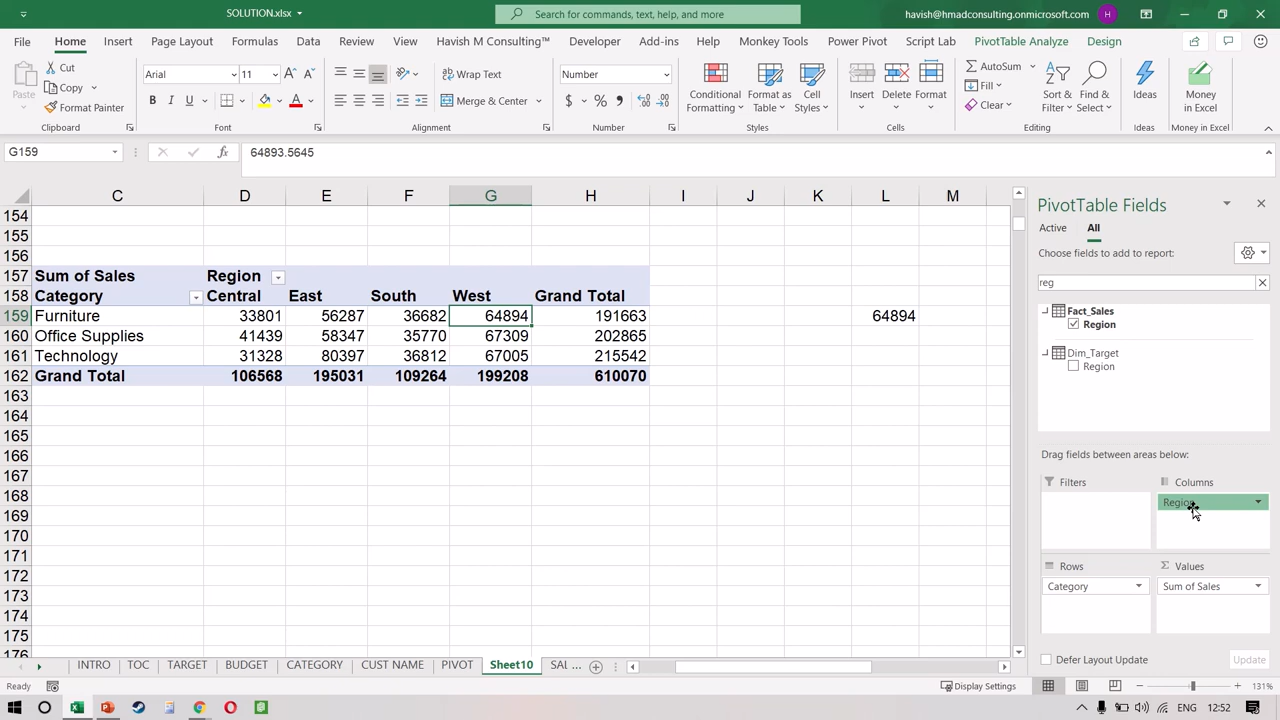 SOLUTION.xlsx
Search for commands, text, help, and more
havish@hmadconsulting.onmicrosoft.com
H
File Home Insert Page Layout Formulas Data Review View Havish M Consulting™ Developer Add-ins Help Monkey Tools Power Pivot Script Lab PivotTable Analyze Design
Paste
Cut
Copy
Format Painter
Clipboard
Arial 11
B I U
Font
Wrap Text
Merge & Center
Alignment
Number
$ % ,
Number
Conditional Formatting
Format as Table
Cell Styles
Styles
Insert Delete Format
Cells
AutoSum
Fill
Clear
Sort & Filter
Find & Select
Editing
Ideas
Ideas
Money in Excel
Money in Excel
G159 fx 64893.5645
C D E F G H I J K L M
154
155
156
157 Sum of Sales Region
158 Category Central East South West Grand Total
159 Furniture 33801 56287 36682 64894 191663 64894
160 Office Supplies 41439 58347 35770 67309 202865
161 Technology 31328 80397 36812 67005 215542
162 Grand Total 106568 195031 109264 199208 610070
163
164
165
166
167
168
169
170
171
172
173
174
175
176
PivotTable Fields
Active All
Choose fields to add to report:
reg
Fact_Sales
Region
Dim_Target
Region
Drag fields between areas below:
Filters
Columns
Region
Rows
Category
Values
Sum of Sales
Defer Layout Update
Update
INTRO TOC TARGET BUDGET CATEGORY CUST NAME PIVOT Sheet10 SAL ...
Ready
Display Settings
131%
ENG
12:52